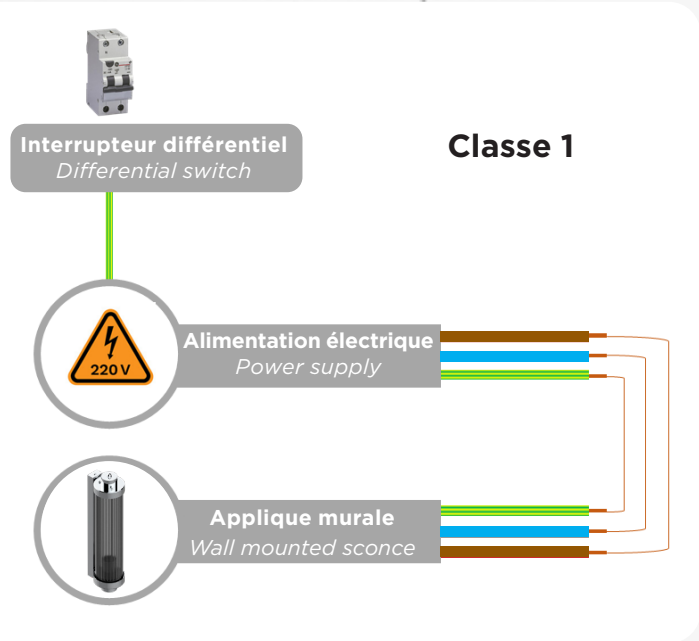 Interrupteur différentiel
Differential switch
Classe 1
Alimentation électrique
Power supply
220 V
Applique murale
Wall mounted sconce